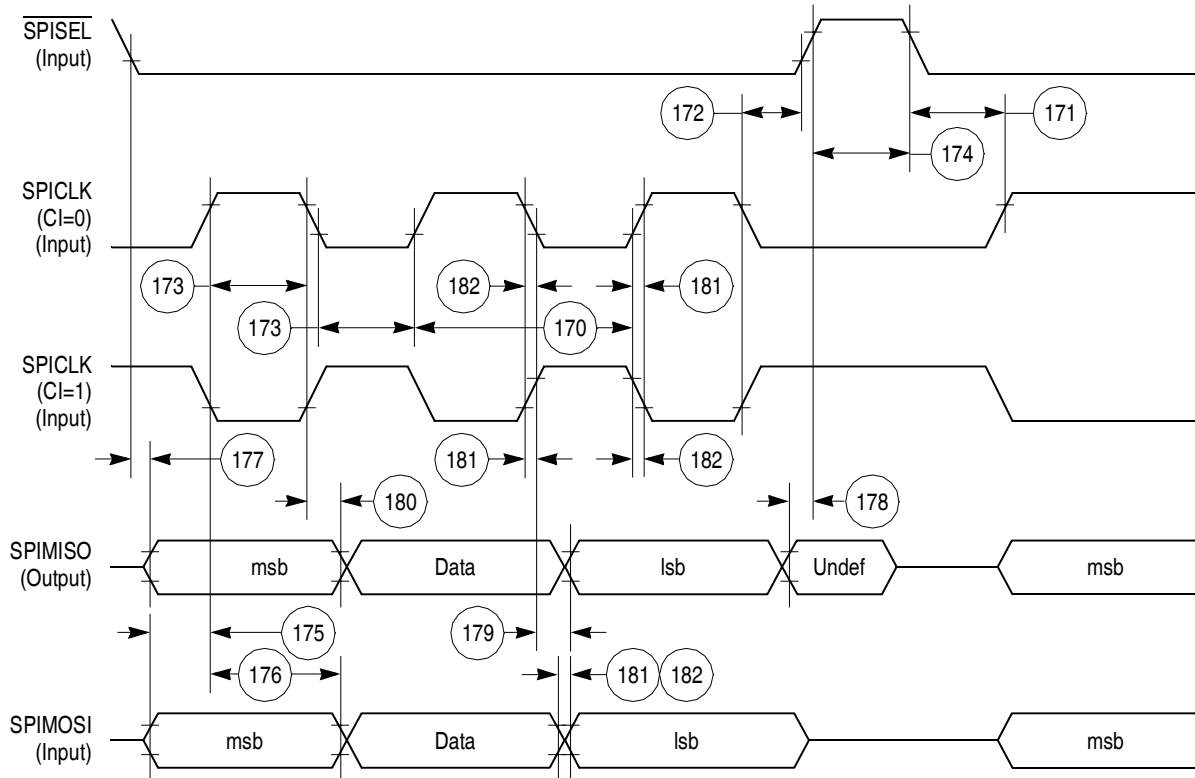 SPISEL
(Input)
172
171
174
SPICLK
(CI=0)
(Input)
173
182
181
173
170
SPICLK
(CI=1)
(Input)
177
181
182
180
178
SPIMISO
(Output)
msb
Data
lsb
Undef
msb
175
179
176
181
182
SPIMOSI
(Input)
msb
Data
lsb
msb